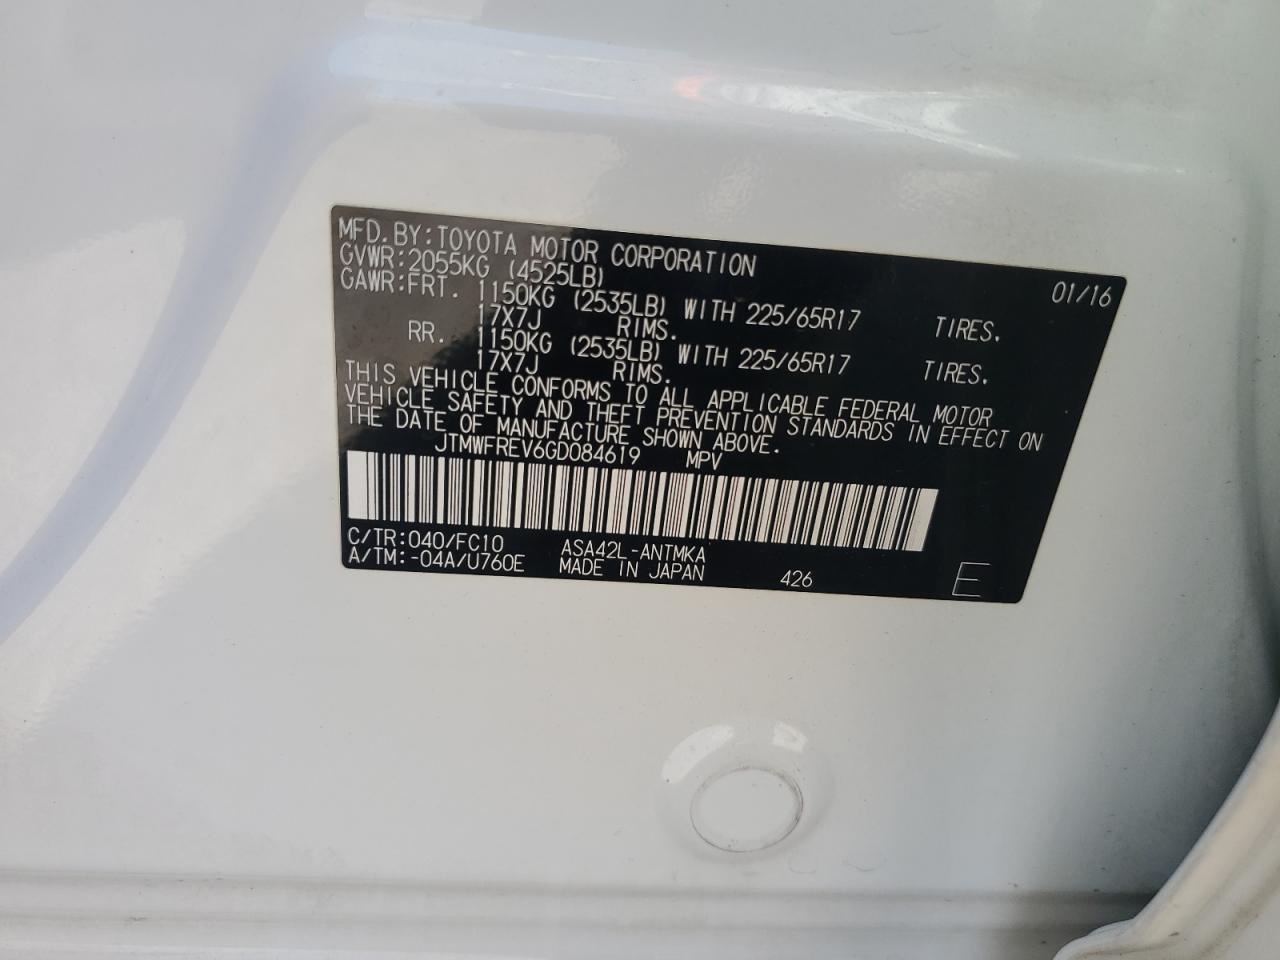 MFD. BY: TOYOTA MOTOR CORPORATION 01/16
GVWR: 2055KG (4525LB)
GAWR: FRT. 1150KG (2535LB) WITH 225/65R17 TIRES.
17X7J RIMS.
RR. 1150KG (2535LB) WITH 225/65R17 TIRES.
17X7J RIMS.
THIS VEHICLE CONFORMS TO ALL APPLICABLE FEDERAL MOTOR
VEHICLE SAFETY AND THEFT PREVENTION STANDARDS IN EFFECT ON
THE DATE OF MANUFACTURE SHOWN ABOVE.
JTMWFREV6GD084619 MPV
C/TR: 040/FC10 ASA42L-ANTMKA
A/TM: -04A/U760E MADE IN JAPAN 426 E